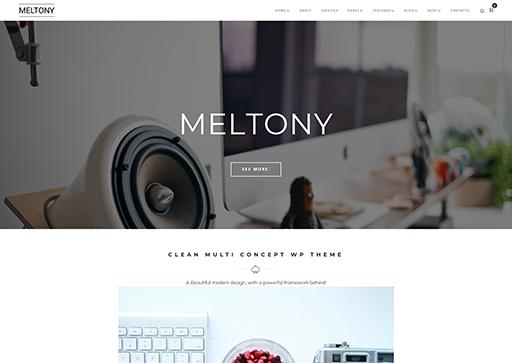 MELTONY
HOME ABOUT SERVICES PAGES FEATURES BLOG SHOP CONTACTS
0
MELTONY
SEE MORE.
CLEAN MULTI CONCEPT WP THEME
A Beautiful modern design, with a powerful framework behind!